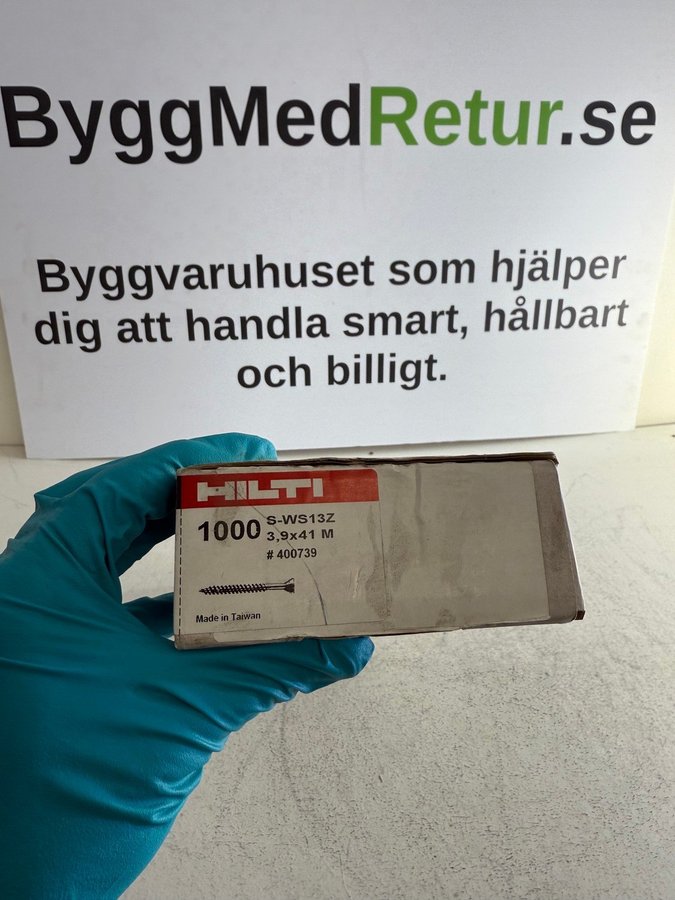 ByggMedRetur.se
Byggvaruhuset som hjälper
dig att handla smart, hållbart
och billigt.
HILTI
1000 S-WS13Z
3,9x41 M
# 400739
Made in Taiwan